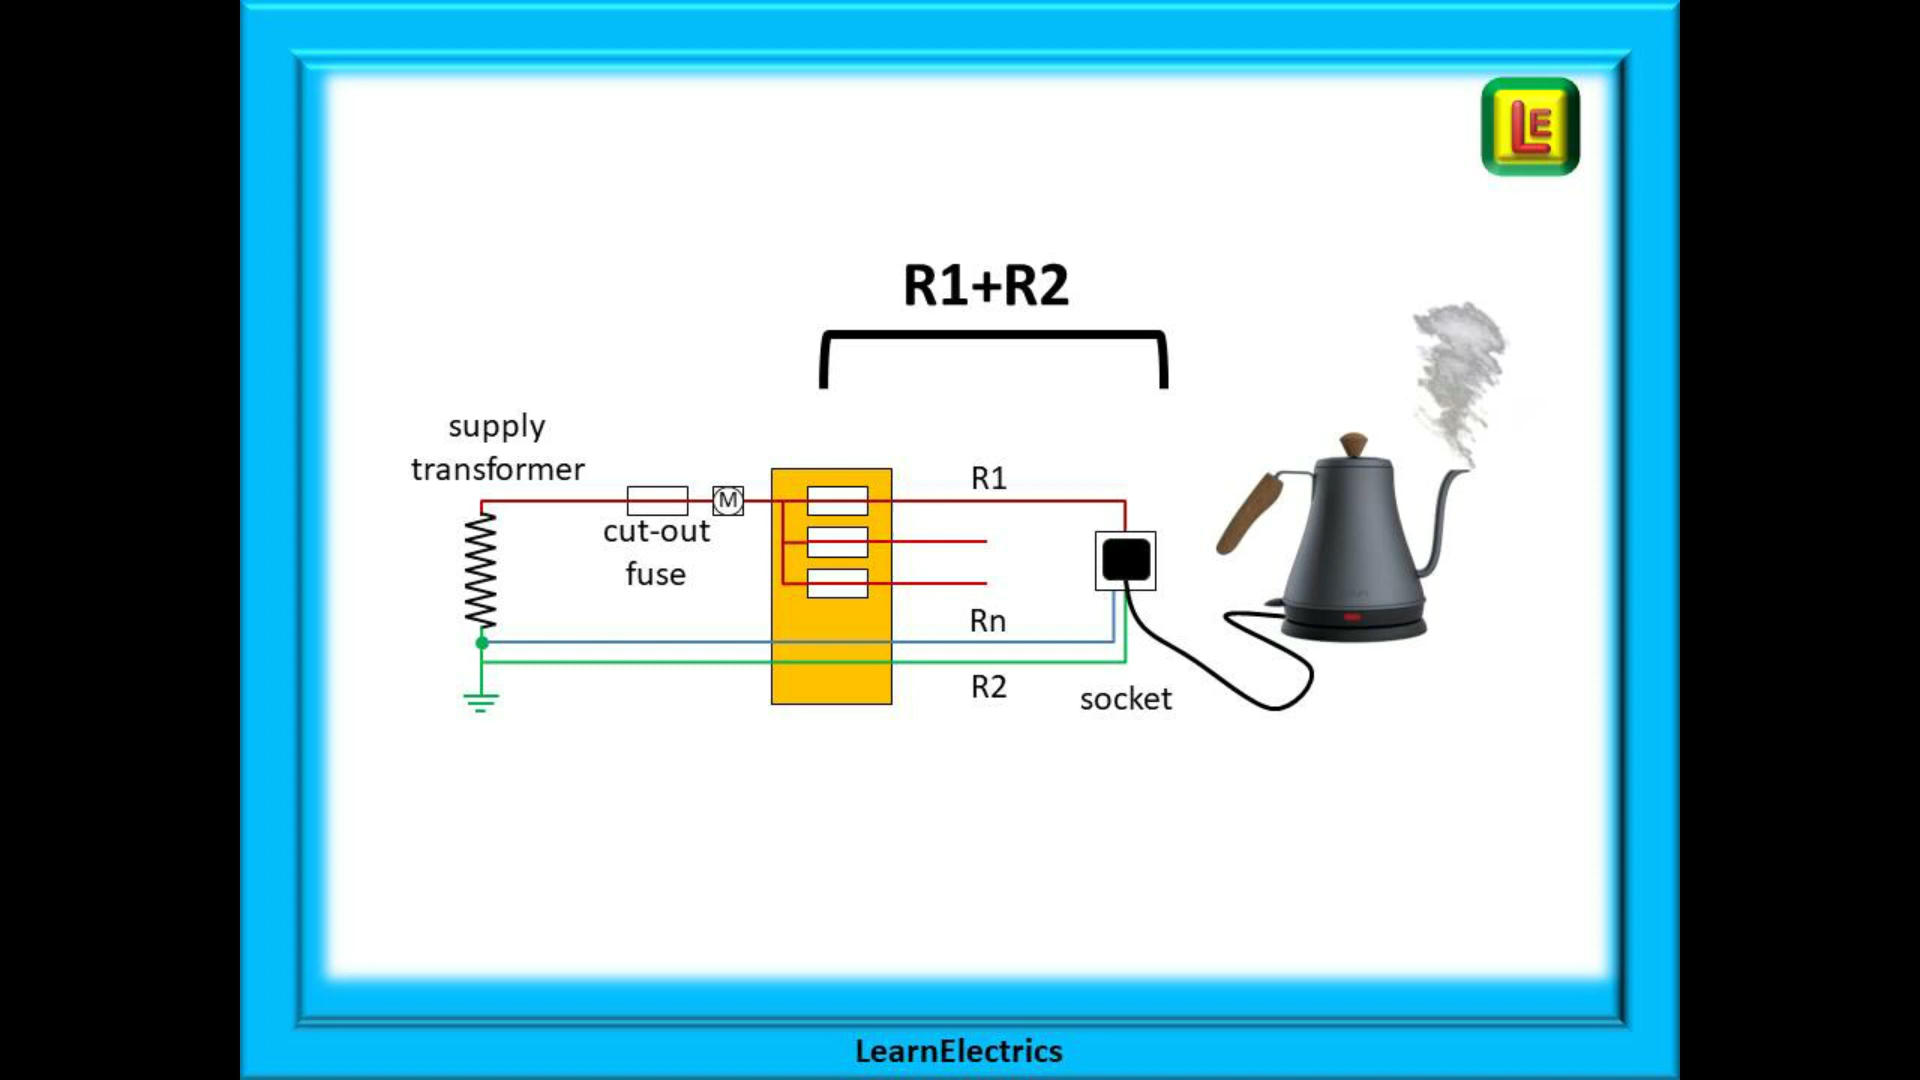 LE
R1+R2
supply
transformer
M
cut-out
fuse
R1
Rn
R2
socket
LearnElectrics